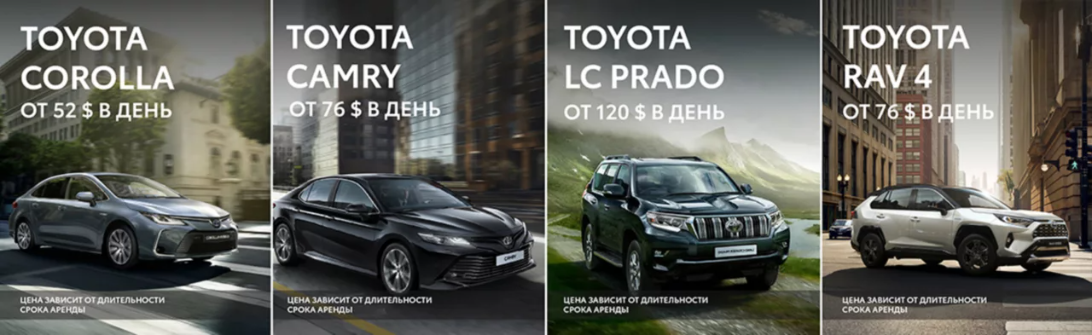 TOYOTA
COROLLA
ОТ 52 $ В ДЕНЬ
ЦЕНА ЗАВИСИТ ОТ ДЛИТЕЛЬНОСТИ
СРОКА АРЕНДЫ
TOYOTA
CAMRY
ОТ 76 $ В ДЕНЬ
CAMRY
ЦЕНА ЗАВИСИТ ОТ ДЛИТЕЛЬНОСТИ
СРОКА АРЕНДЫ
TOYOTA
LC PRADO
ОТ 120 $ В ДЕНЬ
ЦЕНА ЗАВИСИТ ОТ ДЛИТЕЛЬНОСТИ
СРОКА АРЕНДЫ
TOYOTA
RAV 4
ОТ 76 $ В ДЕНЬ
ЦЕНА ЗАВИСИТ ОТ ДЛИТЕЛЬНОСТИ
СРОКА АРЕНДЫ